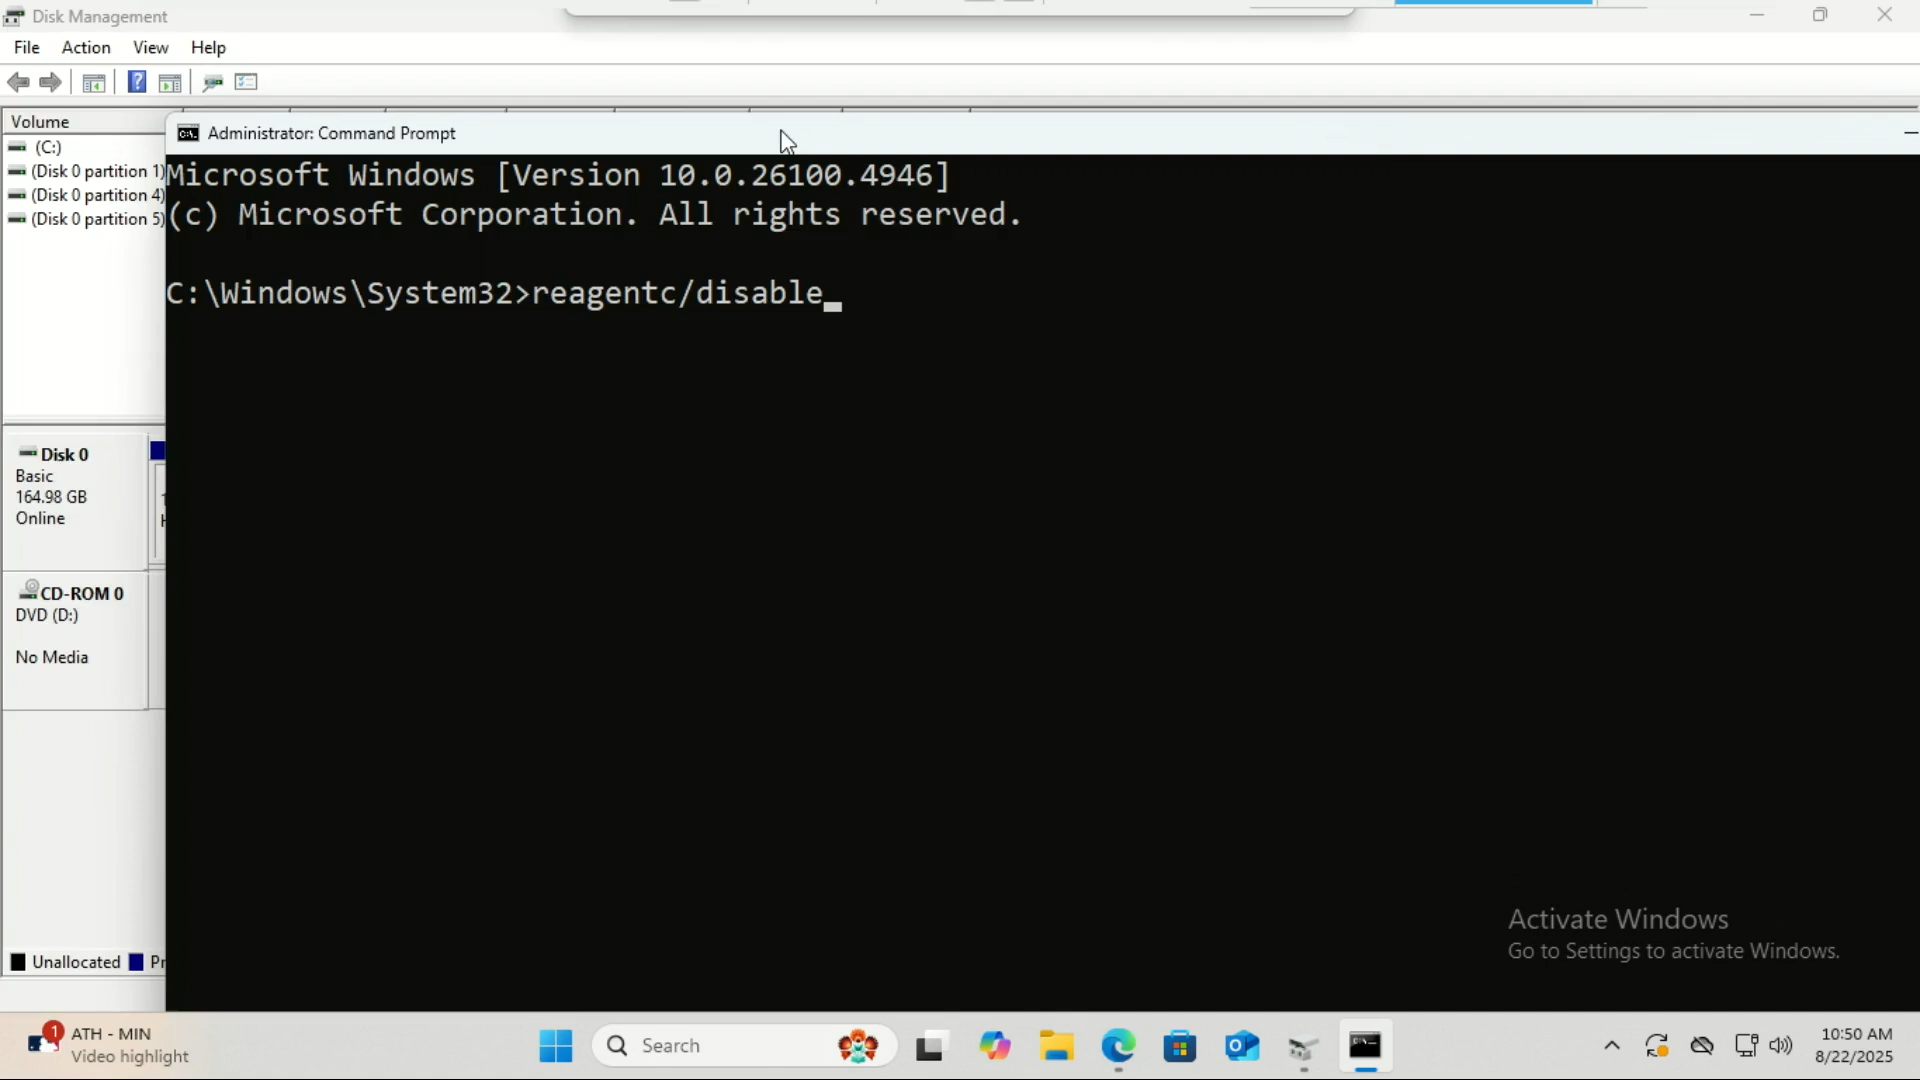 Disk Management
File Action View Help
Volume
(C:)
(Disk 0 partition 1)
(Disk 0 partition 4)
(Disk 0 partition 5)
Administrator: Command Prompt
Microsoft Windows [Version 10.0.26100.4946]
(c) Microsoft Corporation. All rights reserved.
C:\Windows\System32>reagentc/disable
Disk 0
Basic
164.98 GB
Online
CD-ROM 0
DVD (D:)
No Media
Unallocated
Activate Windows
Go to Settings to activate Windows.
1
ATH - MIN
Video highlight
Search
10:50 AM
8/22/2025